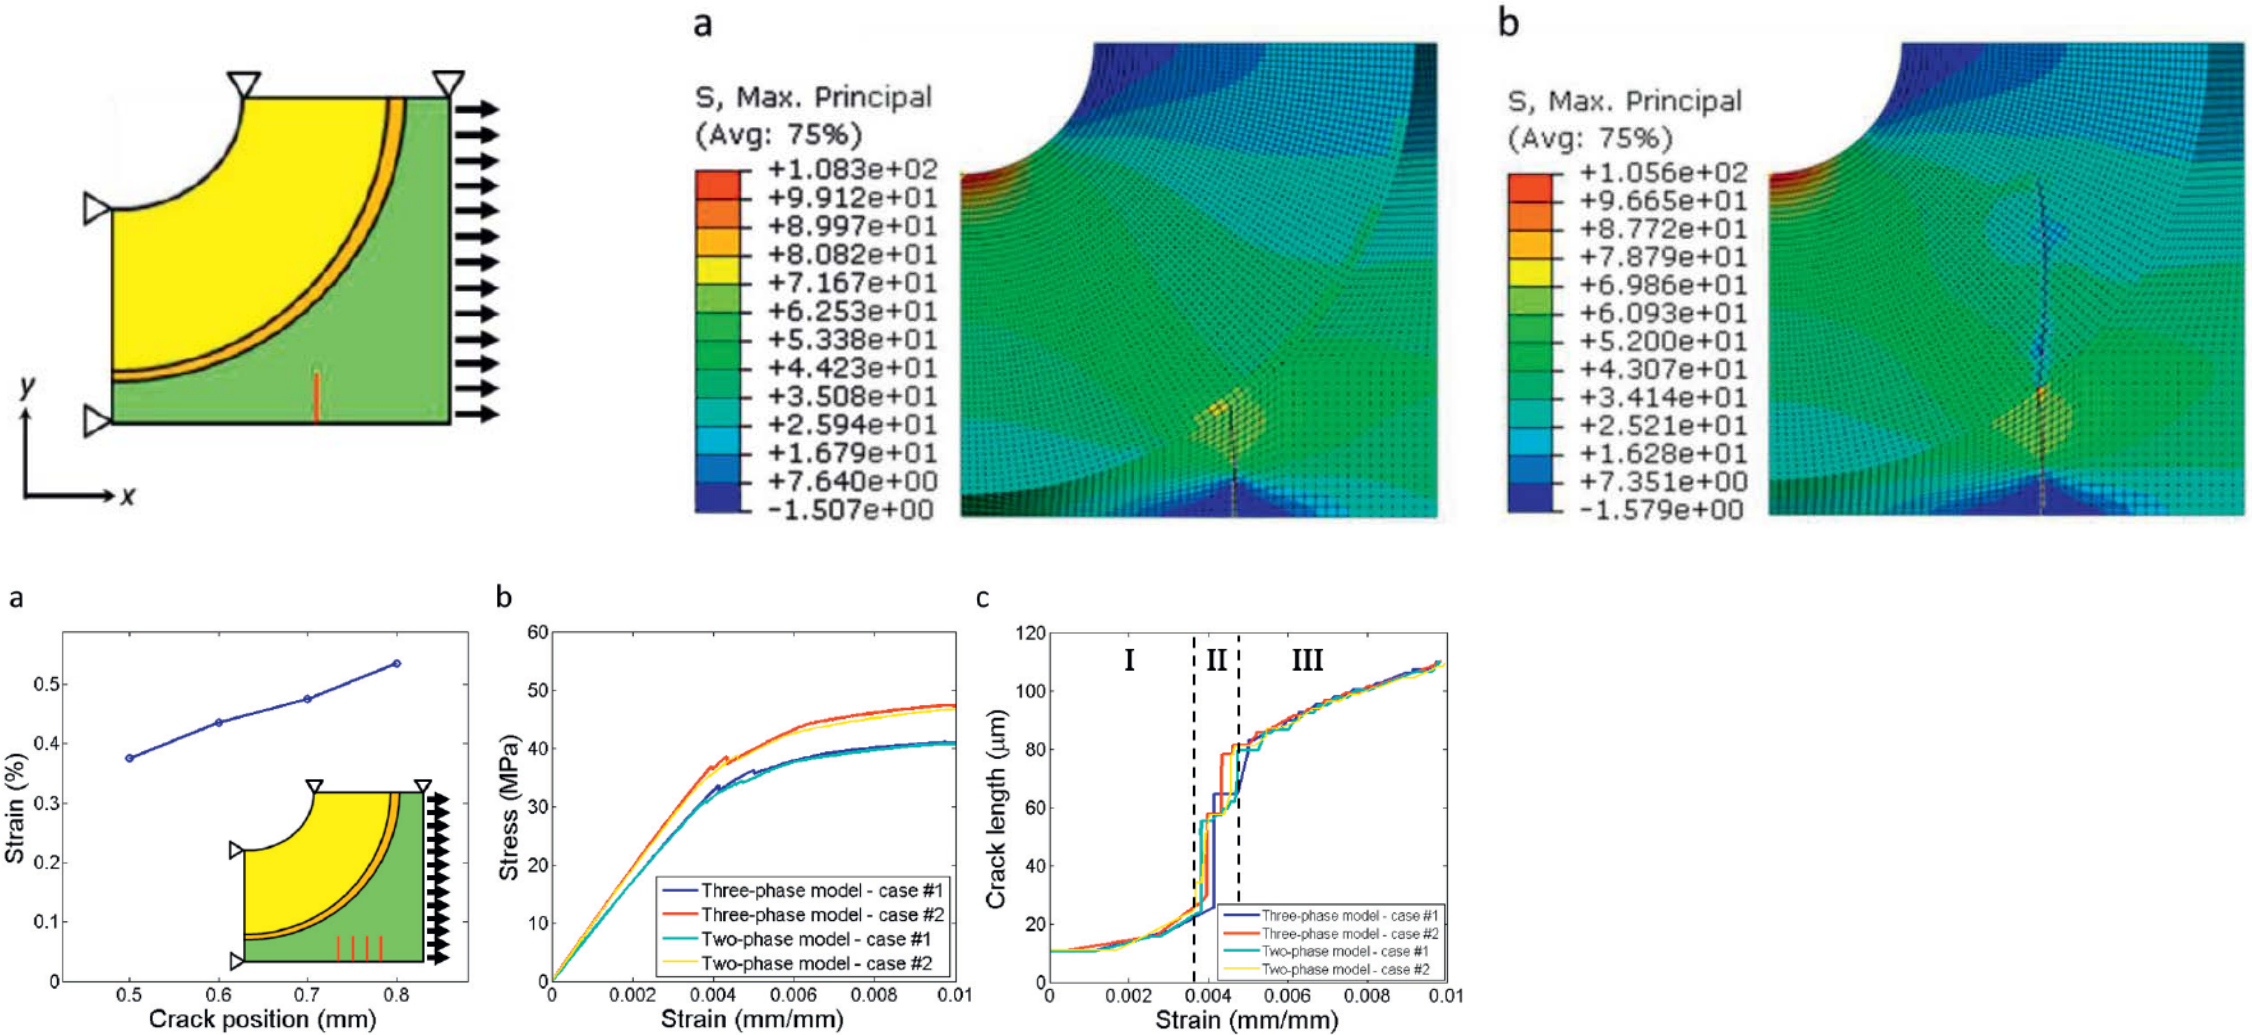 a
S, Max. Principal
(Avg: 75%)
+1.083e+02
+9.912e+01
+8.997e+01
+8.082e+01
+7.167e+01
+6.253e+01
+5.338e+01
+4.423e+01
+3.508e+01
+2.594e+01
+1.679e+01
+7.640e+00
-1.507e+00
b
S, Max. Principal
(Avg: 75%)
+1.056e+02
+9.665e+01
+8.772e+01
+7.879e+01
+6.986e+01
+6.093e+01
+5.200e+01
+4.307e+01
+3.414e+01
+2.521e+01
+1.628e+01
+7.351e+00
-1.579e+00
y
x
a
Strain (%)
0.5
0.4
0.3
0.2
0.1
0
0.5 0.6 0.7 0.8
Crack position (mm)
b
Stress (MPa)
60
50
40
30
20
10
0
Three-phase model - case #1
Three-phase model - case #2
Two-phase model - case #1
Two-phase model - case #2
0 0.002 0.004 0.006 0.008 0.01
Strain (mm/mm)
c
Crack length (μm)
120
100
80
60
40
20
0
I II III
Three-phase model - case #1
Three-phase model - case #2
Two-phase model - case #1
Two-phase model - case #2
0 0.002 0.004 0.006 0.008 0.01
Strain (mm/mm)